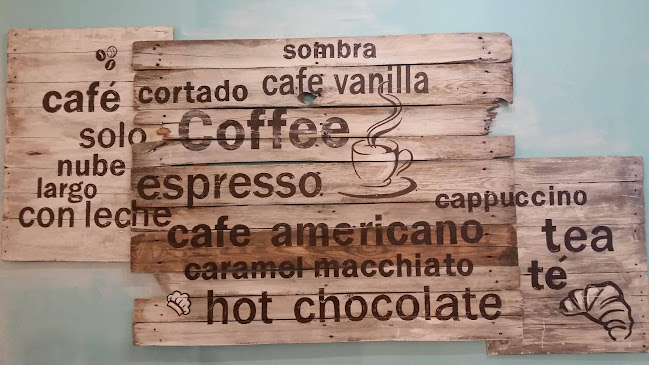 sombra
café cortado cafe vanilla
solo Coffee
nube
largo espresso
con leche cappuccino
cafe americano tea
caramel macchiato té
hot chocolate